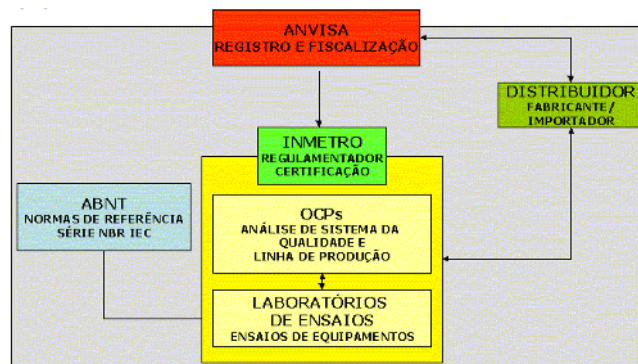 ANVISA
REGISTRO E FISCALIZAÇÃO
DISTRIBUIDOR
FABRICANTE/
IMPORTADOR
INMETRO
REGULAMENTADOR
CERTIFICAÇÃO
ABNT
NORMAS DE REFERÊNCIA
SÉRIE NBR IEC
OCPs
ANÁLISE DE SISTEMA DA
QUALIDADE E
LINHA DE PRODUÇÃO
LABORATÓRIOS
DE ENSAIOS
ENSAIOS DE EQUIPAMENTOS